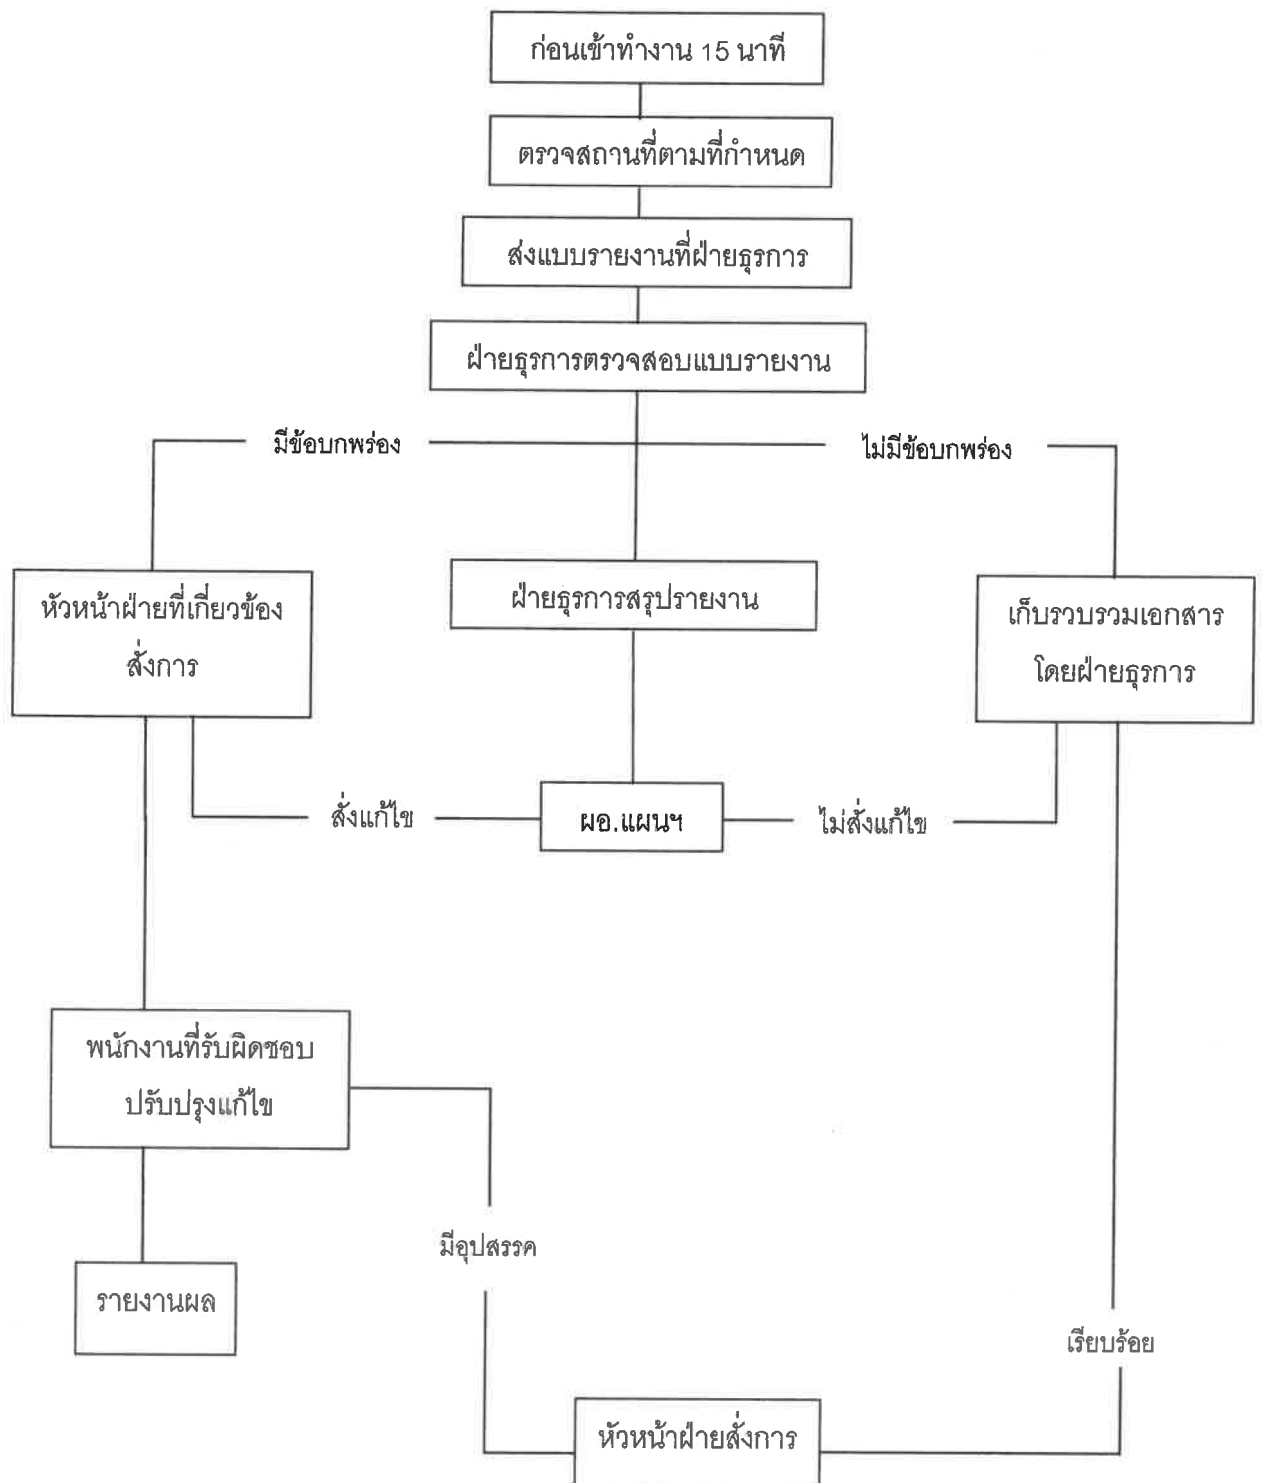 ก่อนเข้าทำงาน 15 นาที
ตรวจสถานที่ตามที่กำหนด
ส่งแบบรายงานที่ฝ่ายธุรการ
ฝ่ายธุรการตรวจสอบแบบรายงาน
มีข้อบกพร่อง
ไม่มีข้อบกพร่อง
หัวหน้าฝ่ายที่เกี่ยวข้อง
สั่งการ
ฝ่ายธุรการสรุปรายงาน
เก็บรวบรวมเอกสาร
โดยฝ่ายธุรการ
สั่งแก้ไข
ผอ.แผนฯ
ไม่สั่งแก้ไข
พนักงานที่รับผิดชอบ
ปรับปรุงแก้ไข
มีอุปสรรค
รายงานผล
เรียบร้อย
หัวหน้าฝ่ายสั่งการ